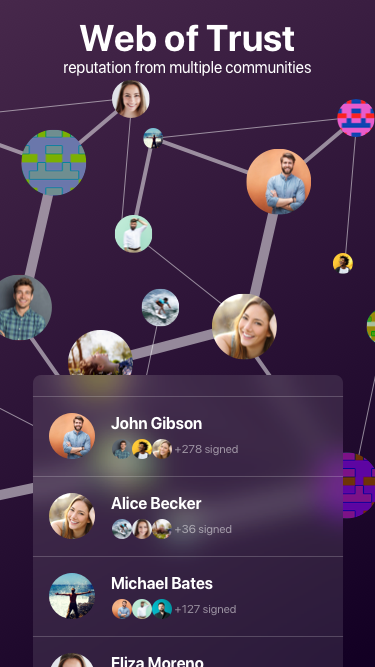 Web of Trust
reputation from multiple communities
John Gibson
+278 signed
Alice Becker
+36 signed
Michael Bates
+127 signed
Eliza Moreno